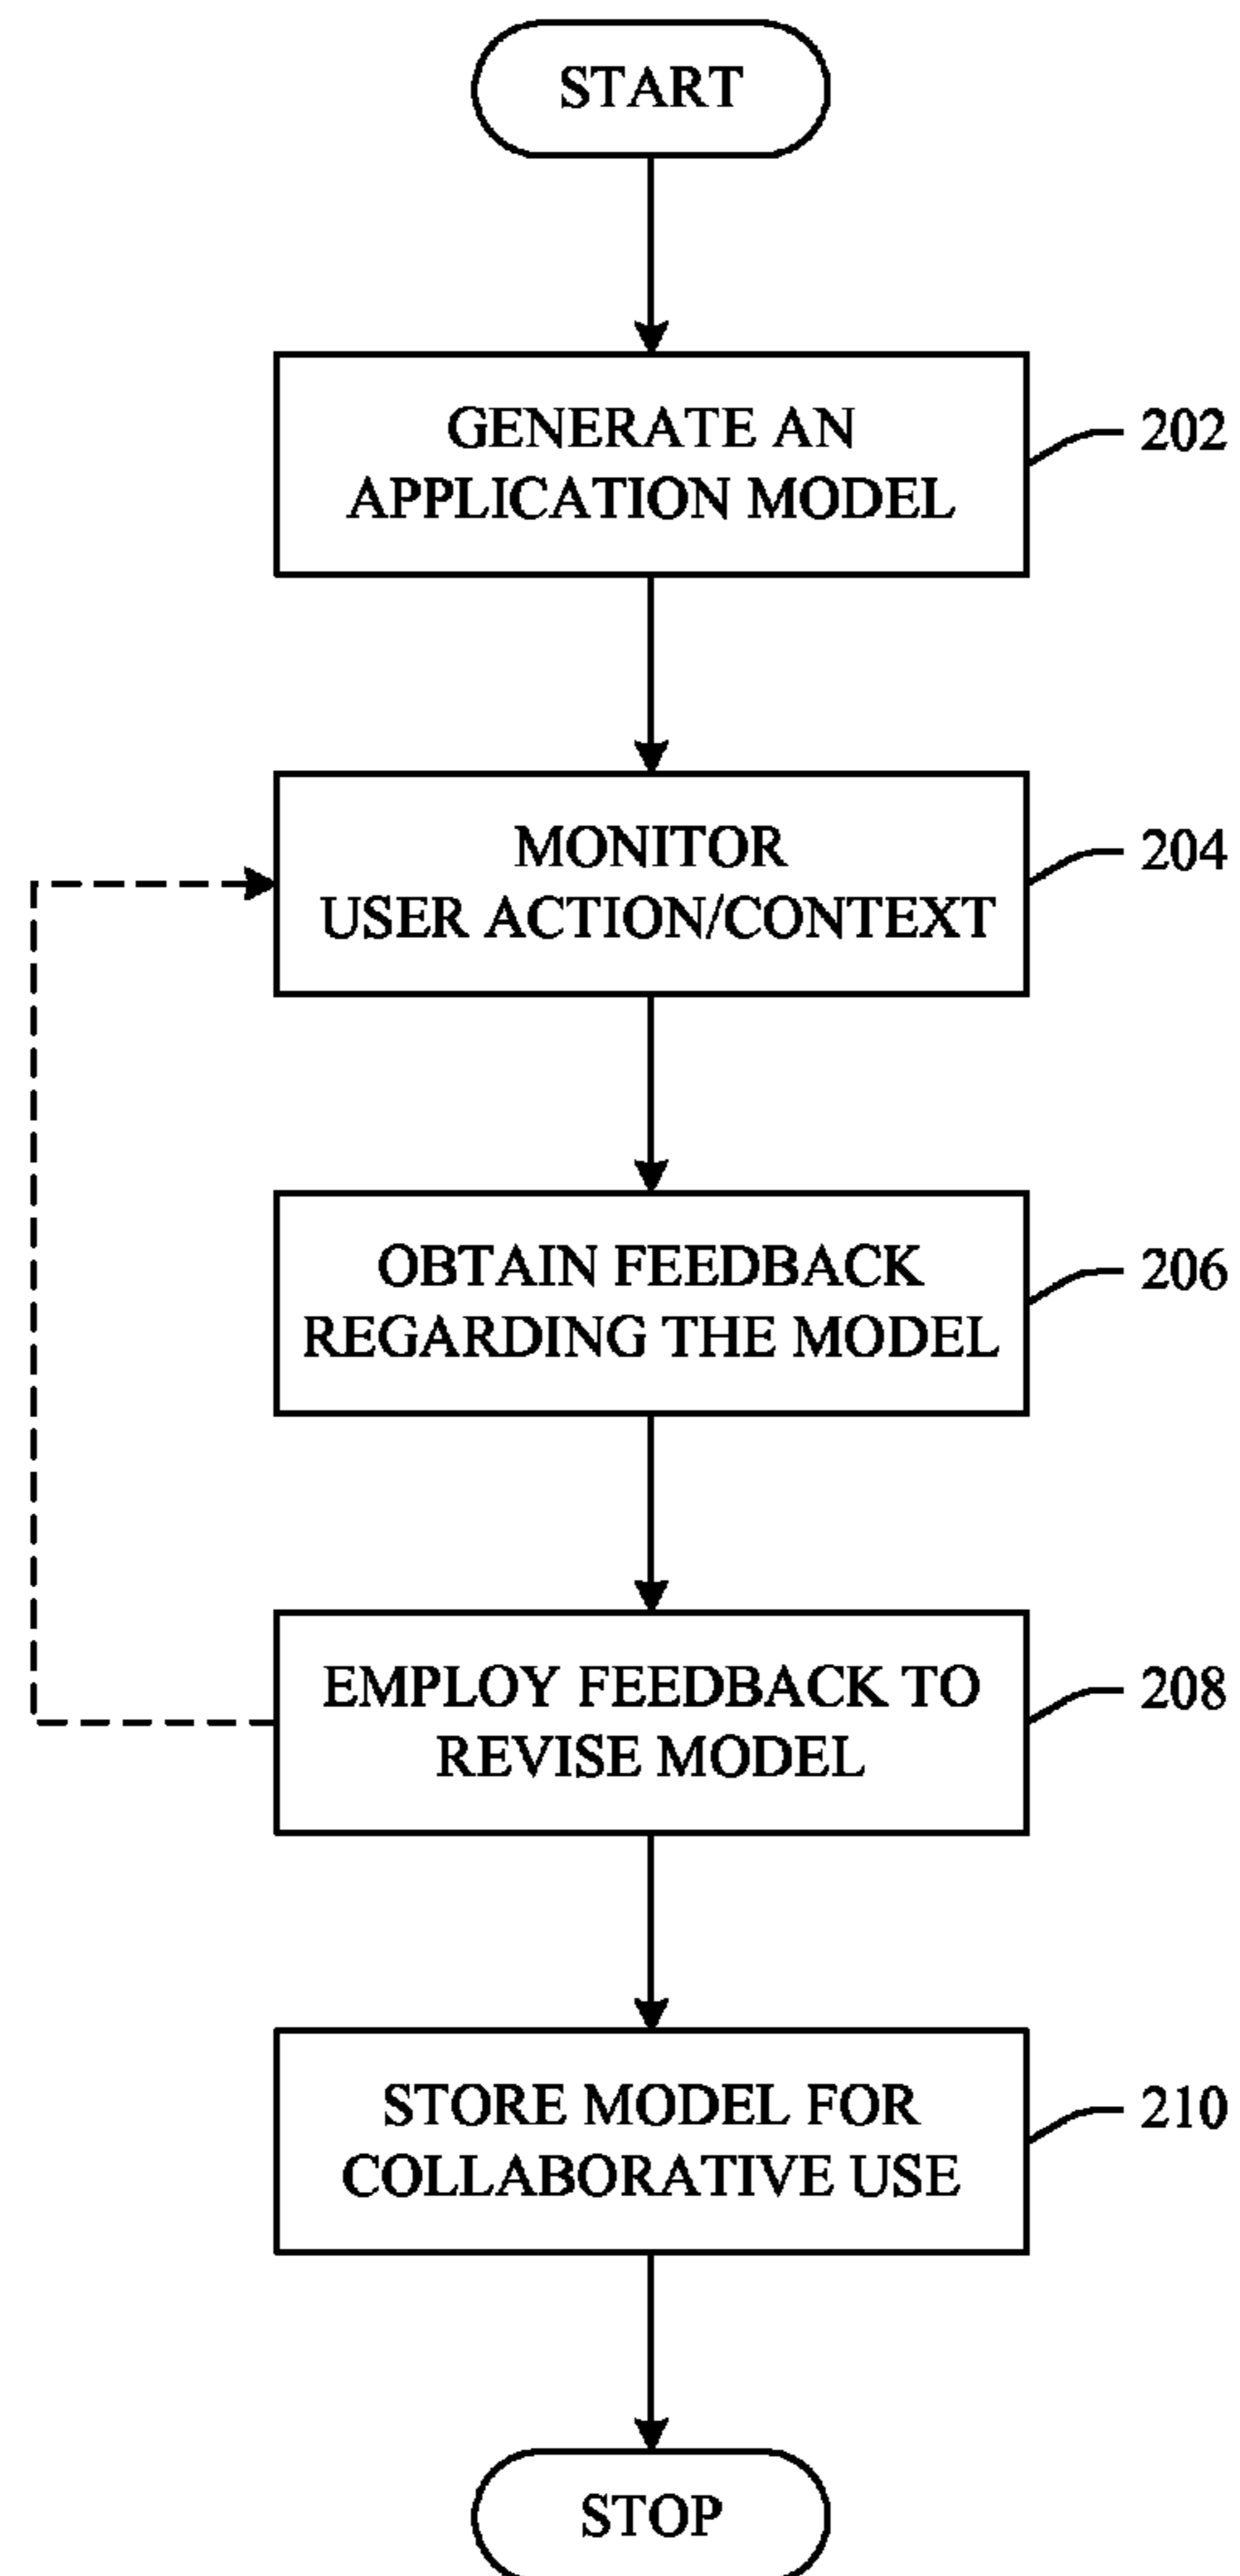 START
GENERATE AN
APPLICATION MODEL
202
MONITOR
USER ACTION/CONTEXT
204
OBTAIN FEEDBACK
REGARDING THE MODEL
206
EMPLOY FEEDBACK TO
REVISE MODEL
208
STORE MODEL FOR
COLLABORATIVE USE
210
STOP